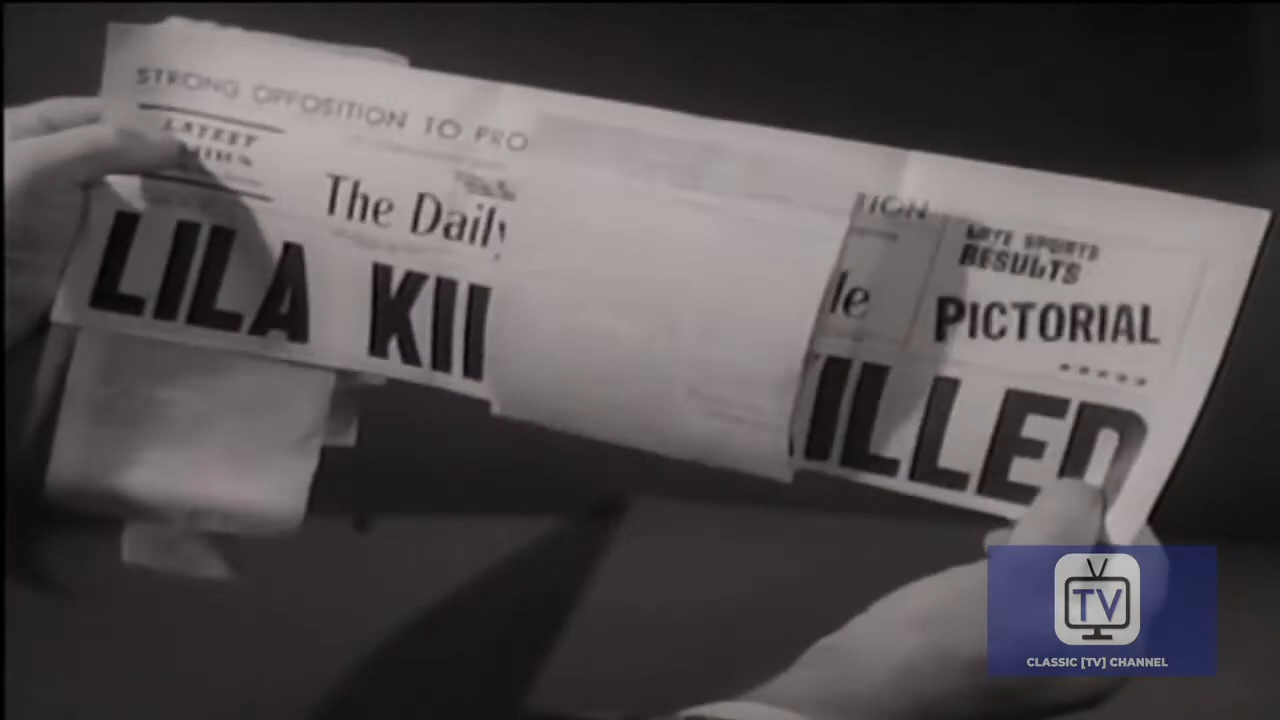 STRONG OPPOSITION TO PRO
TION
LATEST
The Daily
le
LATE SPORTS
RESULTS
PICTORIAL
LILA KIL
ILLED
TV
CLASSIC [TV] CHANNEL